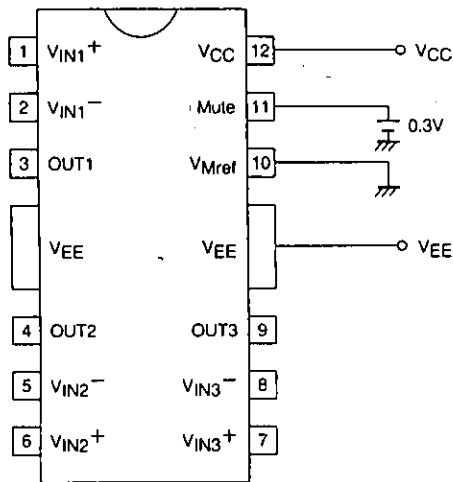 1 VIN1+ VCC 12 VCC
2 VIN1− Mute 11 0.3V
3 OUT1 VMref 10
VEE VEE VEE
4 OUT2 OUT3 9
5 VIN2− VIN3− 8
6 VIN2+ VIN3+ 7